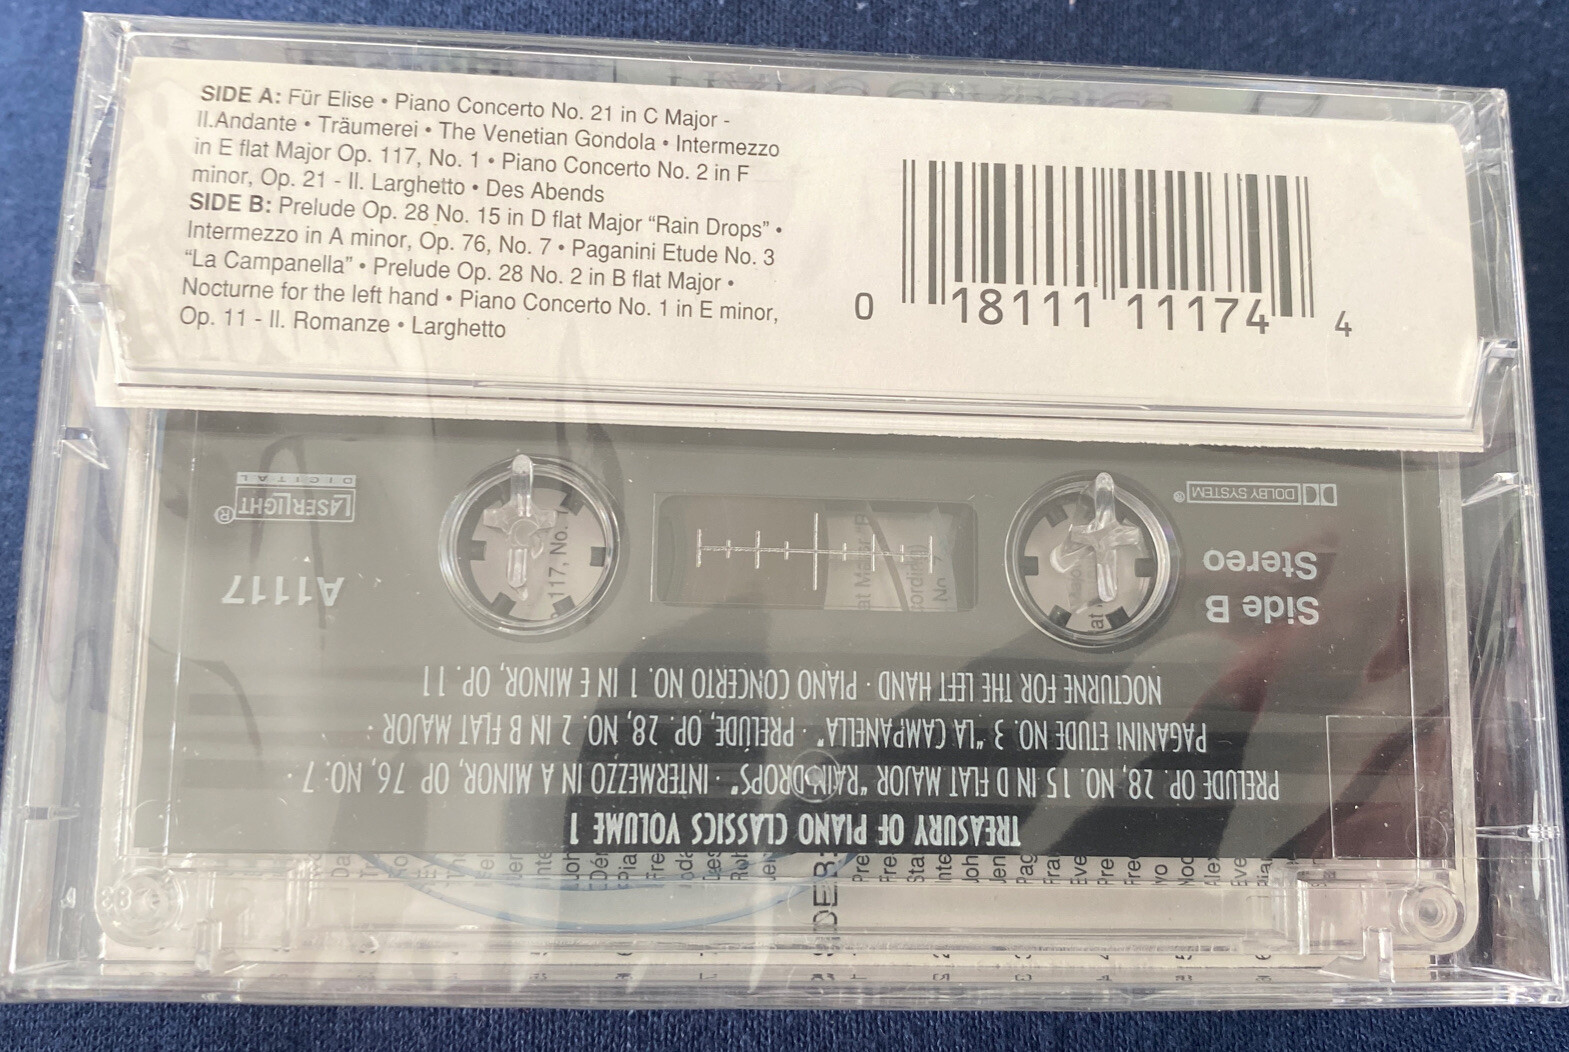 SIDE A: Für Elise • Piano Concerto No. 21 in C Major -
II.Andante • Träumerei • The Venetian Gondola • Intermezzo
in E flat Major Op. 117, No. 1 • Piano Concerto No. 2 in F
minor, Op. 21 - II. Larghetto • Des Abends
SIDE B: Prelude Op. 28 No. 15 in D flat Major “Rain Drops” •
Intermezzo in A minor, Op. 76, No. 7 • Paganini Etude No. 3
“La Campanella” • Prelude Op. 28 No. 2 in B flat Major •
Nocturne for the left hand • Piano Concerto No. 1 in E minor,
Op. 11 - II. Romanze • Larghetto
0 18111 11174 4
TREASURY OF PIANO CLASSICS VOLUME 1
PRELUDE OP. 28, NO. 15 IN D FLAT MAJOR "RAIN DROPS" · INTERMEZZO IN A MINOR, OP 76, NO. 7 ·
PAGANINI ETUDE NO. 3 "LA CAMPANELLA" · PRELUDE, OP. 28, NO. 2 IN B FLAT MAJOR ·
NOCTURNE FOR THE LEFT HAND · PIANO CONCERTO NO. 1 IN E MINOR, OP. 11
Side B
Stereo
DOLBY SYSTEM®
A1117
LASERLIGHT®
DIGITAL
117, No. 1